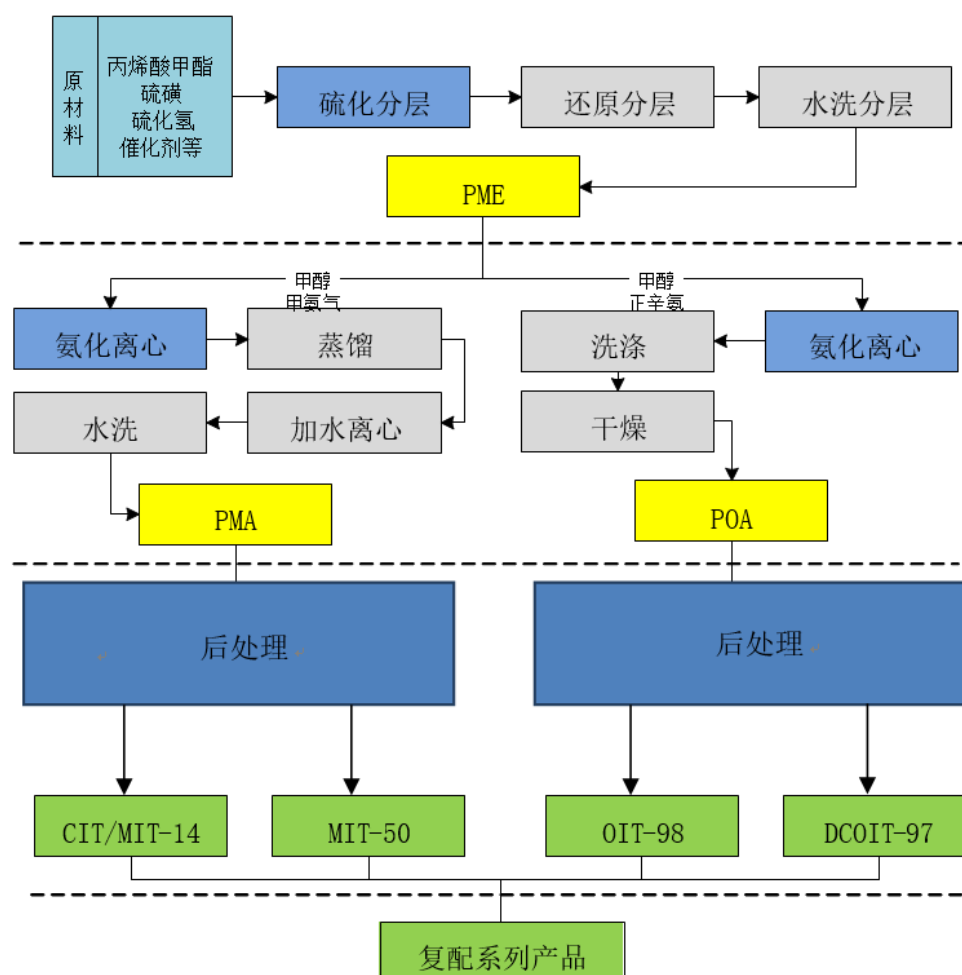 原材料
丙烯酸甲酯
硫磺
硫化氢
催化剂等
硫化分层
还原分层
水洗分层
PME
甲醇
甲氨气
甲醇
正辛氨
氨化离心
蒸馏
洗涤
氨化离心
水洗
加水离心
干燥
PMA
POA
后处理
后处理
CIT/MIT-14
MIT-50
OIT-98
DCOIT-97
复配系列产品